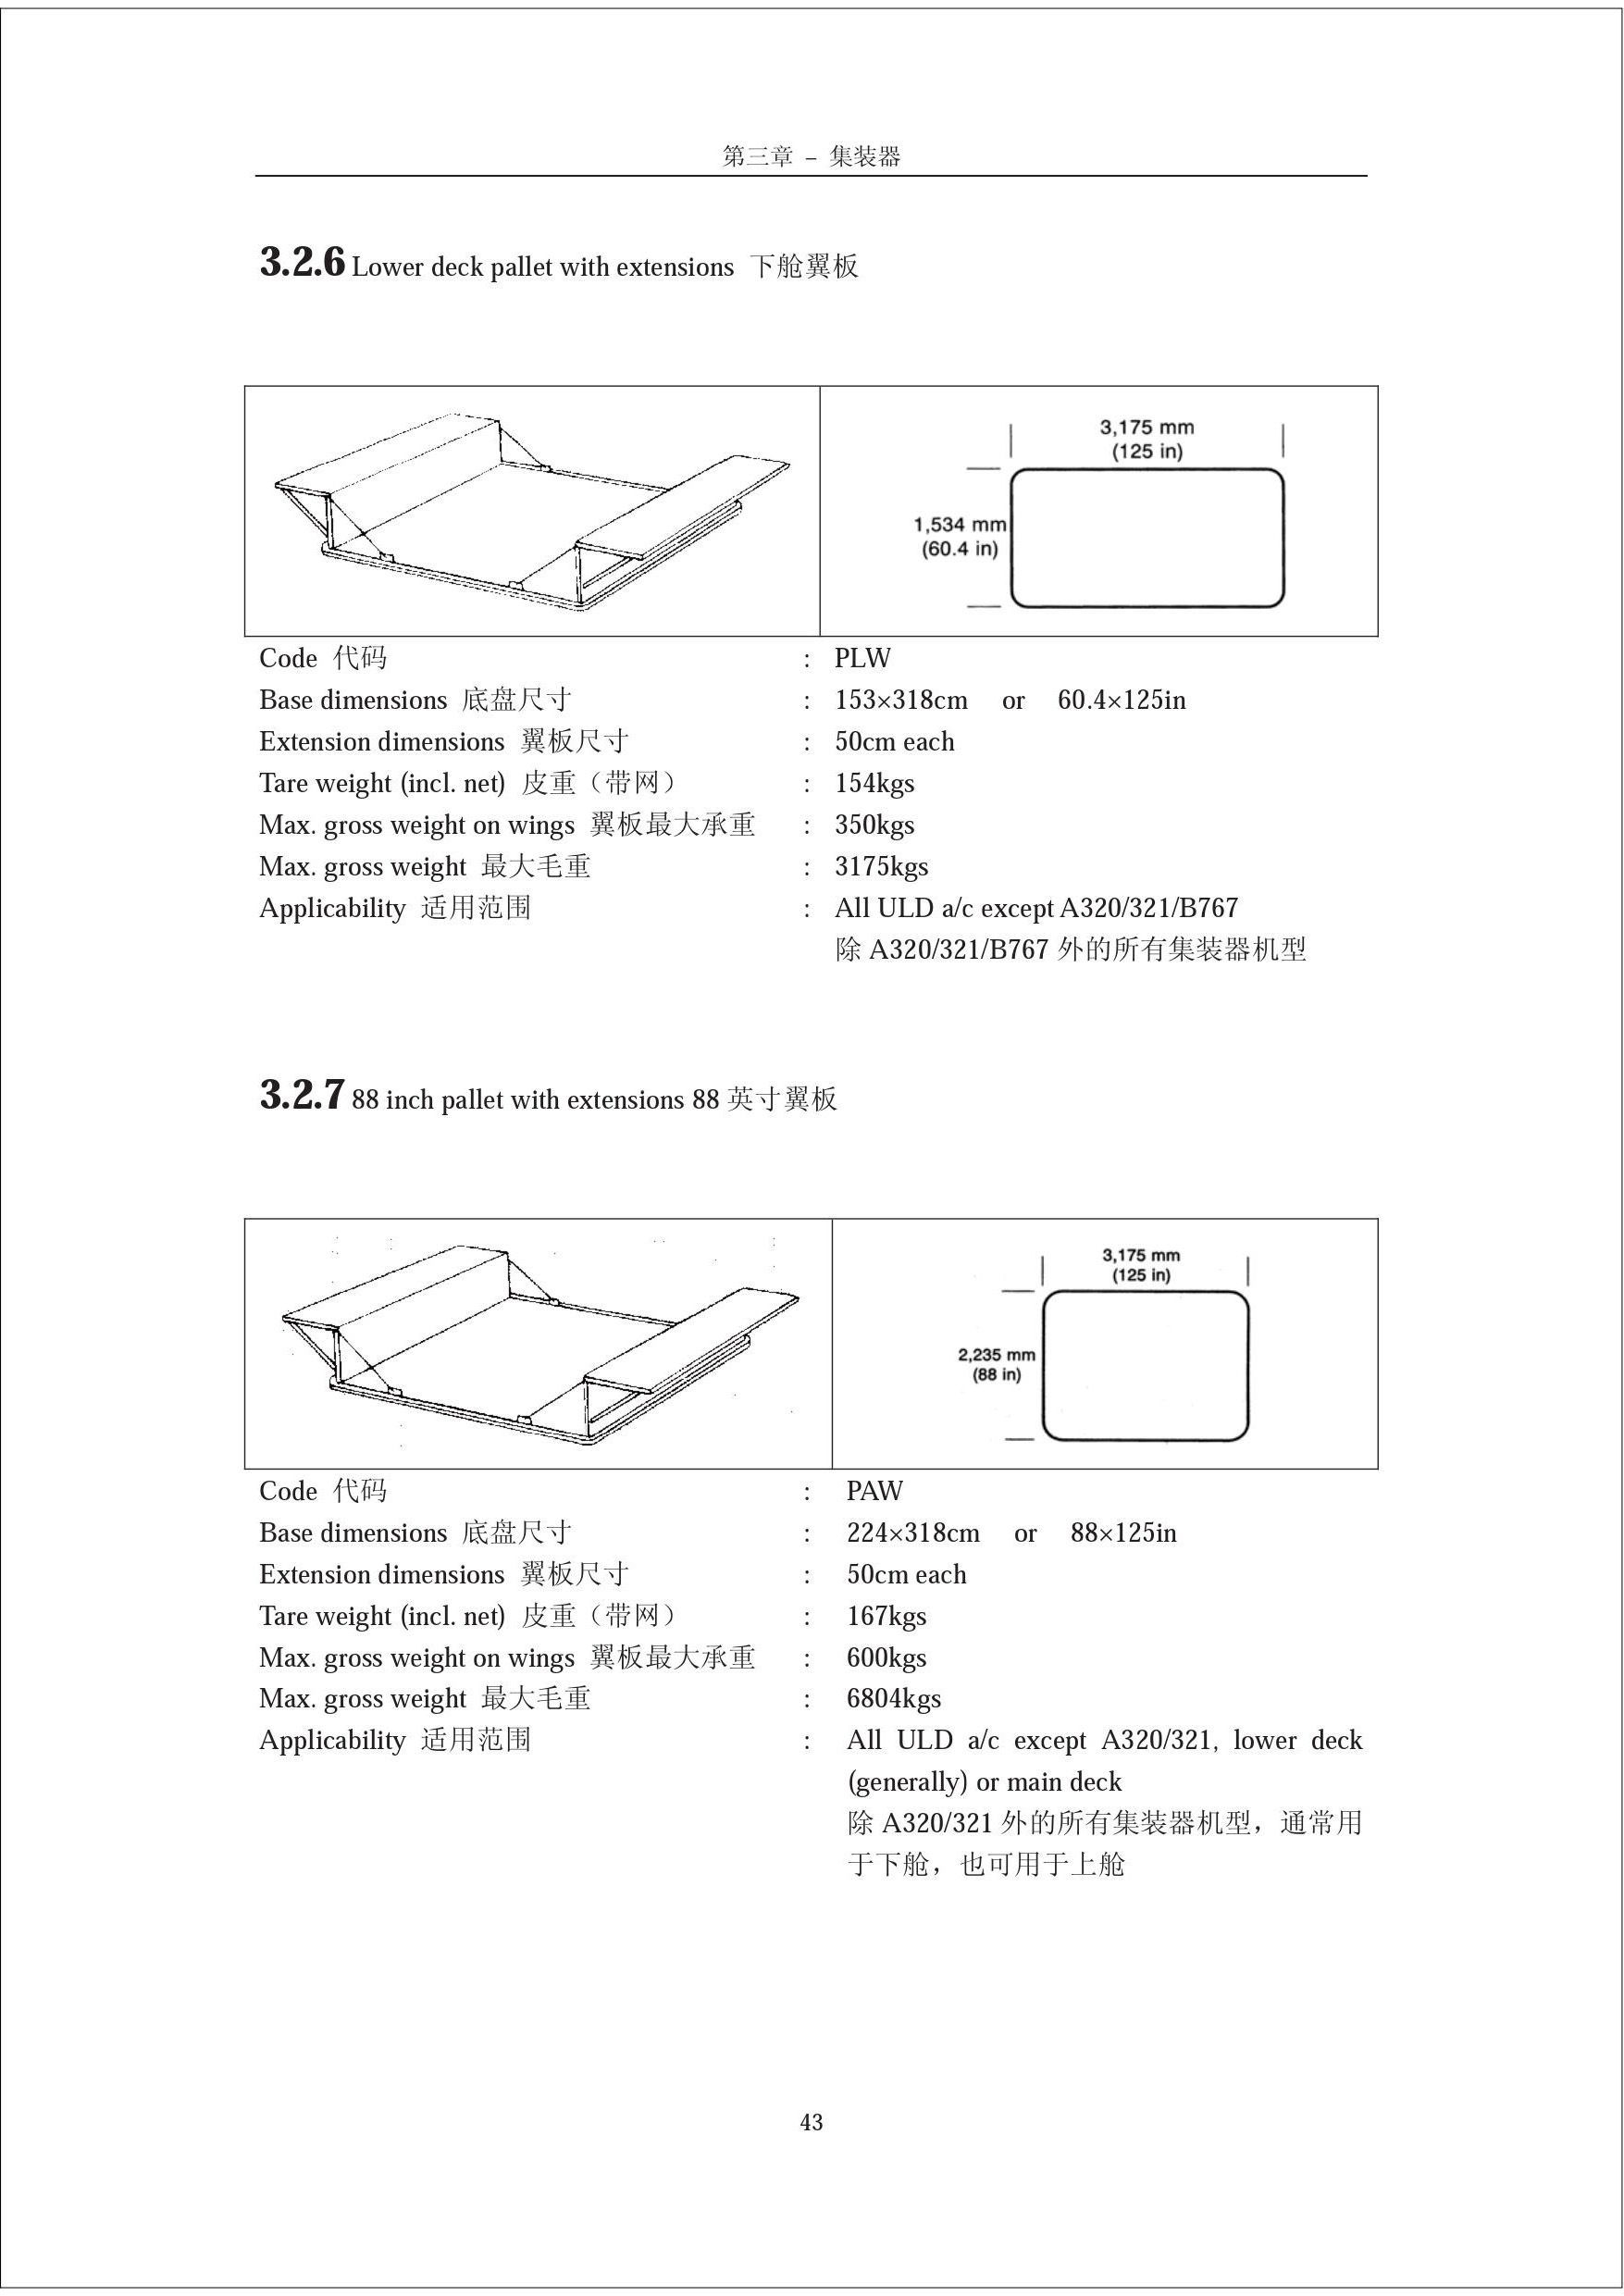 第三章 – 集装器
3.2.6 Lower deck pallet with extensions 下舱翼板
3,175 mm
(125 in)
1,534 mm
(60.4 in)
Code 代码 : PLW
Base dimensions 底盘尺寸 : 153×318cm or 60.4×125in
Extension dimensions 翼板尺寸 : 50cm each
Tare weight (incl. net) 皮重（带网） : 154kgs
Max. gross weight on wings 翼板最大承重 : 350kgs
Max. gross weight 最大毛重 : 3175kgs
Applicability 适用范围 : All ULD a/c except A320/321/B767
除 A320/321/B767 外的所有集装器机型
3.2.7 88 inch pallet with extensions 88 英寸翼板
3,175 mm
(125 in)
2,235 mm
(88 in)
Code 代码 : PAW
Base dimensions 底盘尺寸 : 224×318cm or 88×125in
Extension dimensions 翼板尺寸 : 50cm each
Tare weight (incl. net) 皮重（带网） : 167kgs
Max. gross weight on wings 翼板最大承重 : 600kgs
Max. gross weight 最大毛重 : 6804kgs
Applicability 适用范围 : All ULD a/c except A320/321, lower deck
(generally) or main deck
除 A320/321 外的所有集装器机型，通常用
于下舱，也可用于上舱
43